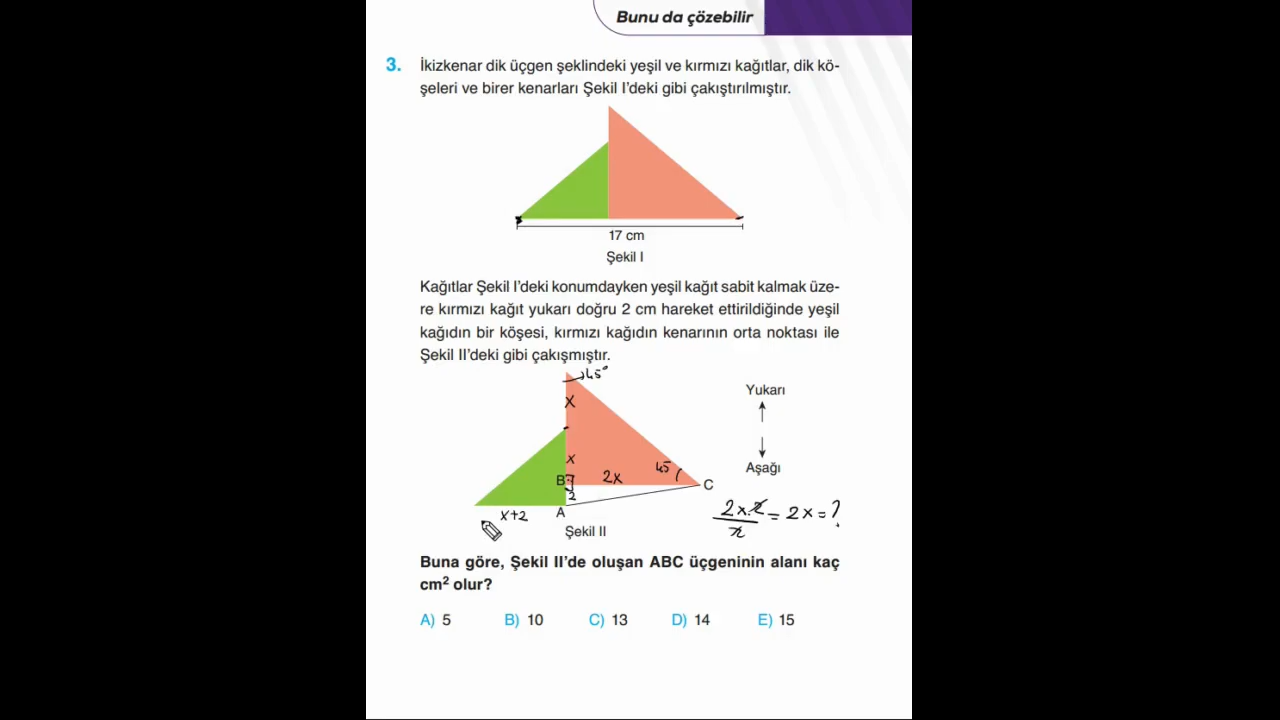 Bunu da çözebilir
3. İkizkenar dik üçgen şeklindeki yeşil ve kırmızı kağıtlar, dik kö-
şeleri ve birer kenarları Şekil I’deki gibi çakıştırılmıştır.
17 cm
Şekil I
Kağıtlar Şekil I’deki konumdayken yeşil kağıt sabit kalmak üze-
re kırmızı kağıt yukarı doğru 2 cm hareket ettirildiğinde yeşil
kağıdın bir köşesi, kırmızı kağıdın kenarının orta noktası ile
Şekil II’deki gibi çakışmıştır.
45°
x
Yukarı
x
Aşağı
B 2x 45 C
2
x+2 A
2x.2/2 = 2x = ?
Şekil II
Buna göre, Şekil II’de oluşan ABC üçgeninin alanı kaç
cm² olur?
A) 5 B) 10 C) 13 D) 14 E) 15